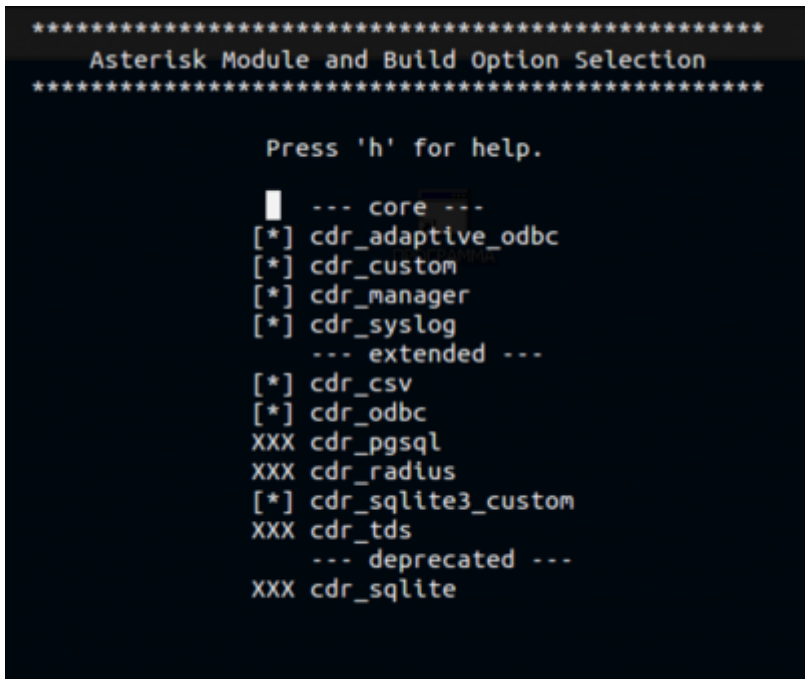 **************************************************
Asterisk Module and Build Option Selection
**************************************************
Press 'h' for help.
--- core ---
[*] cdr_adaptive_odbc
[*] cdr_custom
[*] cdr_manager
[*] cdr_syslog
--- extended ---
[*] cdr_csv
[*] cdr_odbc
XXX cdr_pgsql
XXX cdr_radius
[*] cdr_sqlite3_custom
XXX cdr_tds
--- deprecated ---
XXX cdr_sqlite